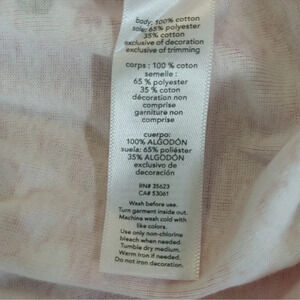 body: 100% cotton
sole: 65% polyester
35% cotton
exclusive of decoration
exclusive of trimming
corps : 100 % coton
semelle :
65 % polyester
35 % coton
décoration non
comprise
garniture non
comprise
cuerpo:
100% ALGODÓN
suela: 65% poliéster
35% ALGODÓN
exclusivo de
decoración
RN# 35623
CA# 53061
Wash before use.
Turn garment inside out.
Machine wash cold with
like colors.
Use only non-chlorine
bleach when needed.
Tumble dry medium.
Warm iron if needed.
Do not iron decoration.